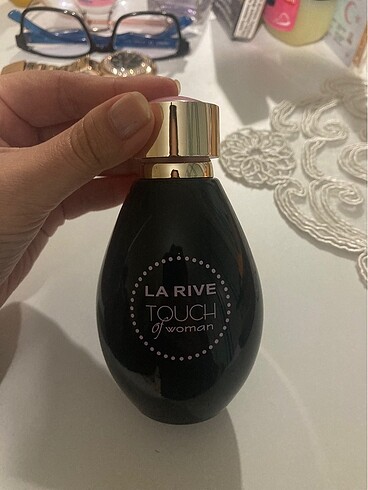 LA RIVE
TOUCH
of woman